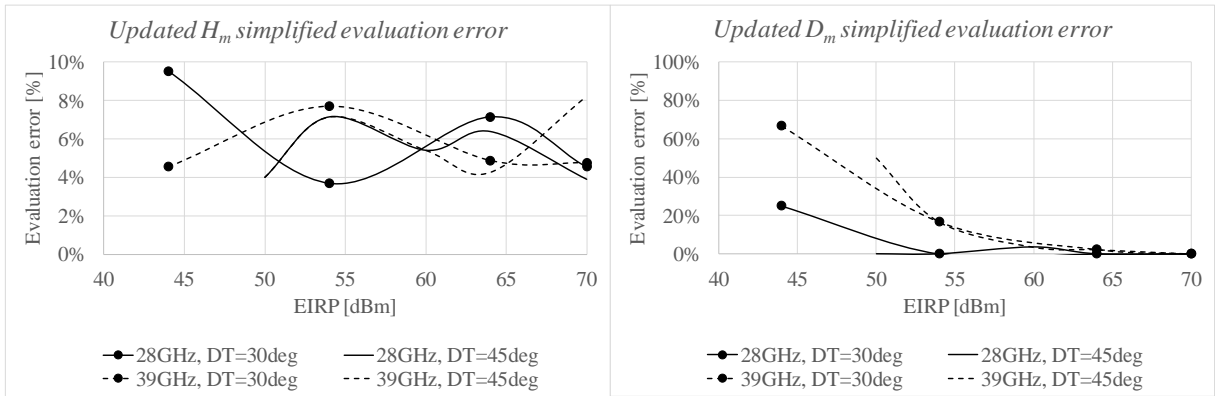 Updated Hm simplified evaluation error
Evaluation error [%]
10%
8%
6%
4%
2%
0%
40 45 50 55 60 65 70
EIRP [dBm]
28GHz, DT=30deg 28GHz, DT=45deg
39GHz, DT=30deg 39GHz, DT=45deg
Updated Dm simplified evaluation error
Evaluation error [%]
100%
80%
60%
40%
20%
0%
40 45 50 55 60 65 70
EIRP [dBm]
28GHz, DT=30deg 28GHz, DT=45deg
39GHz, DT=30deg 39GHz, DT=45deg